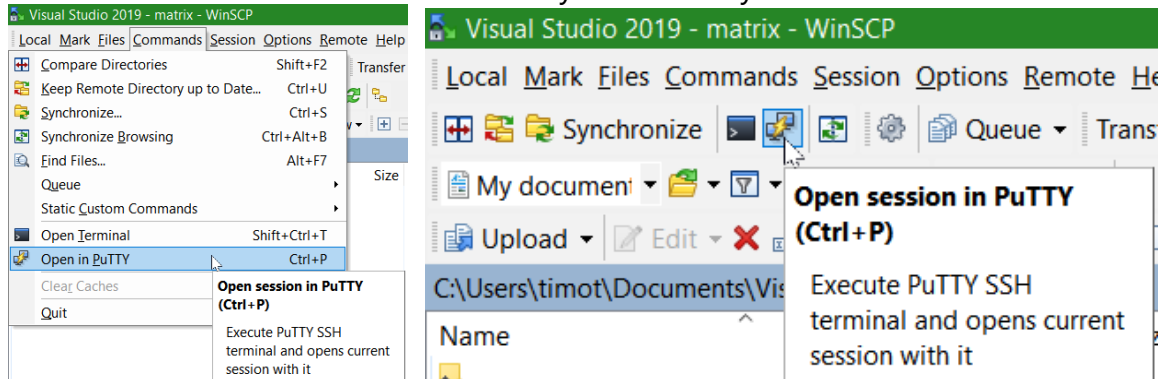 Visual Studio 2019 - matrix - WinSCP
Local Mark Files Commands Session Options Remote Help
Compare Directories Shift+F2
Keep Remote Directory up to Date... Ctrl+U
Synchronize... Ctrl+S
Synchronize Browsing Ctrl+Alt+B
Find Files... Alt+F7
Queue
Static Custom Commands
Open Terminal Shift+Ctrl+T
Open in PuTTY Ctrl+P
Clear Caches
Quit
Transfer
Size
Open session in PuTTY
(Ctrl+P)
Execute PuTTY SSH
terminal and opens current
session with it
Visual Studio 2019 - matrix - WinSCP
Local Mark Files Commands Session Options Remote He
Synchronize Queue Trans
My document
Upload Edit
C:\Users\timot\Documents\Vis
Name
Open session in PuTTY
(Ctrl+P)
Execute PuTTY SSH
terminal and opens current
session with it